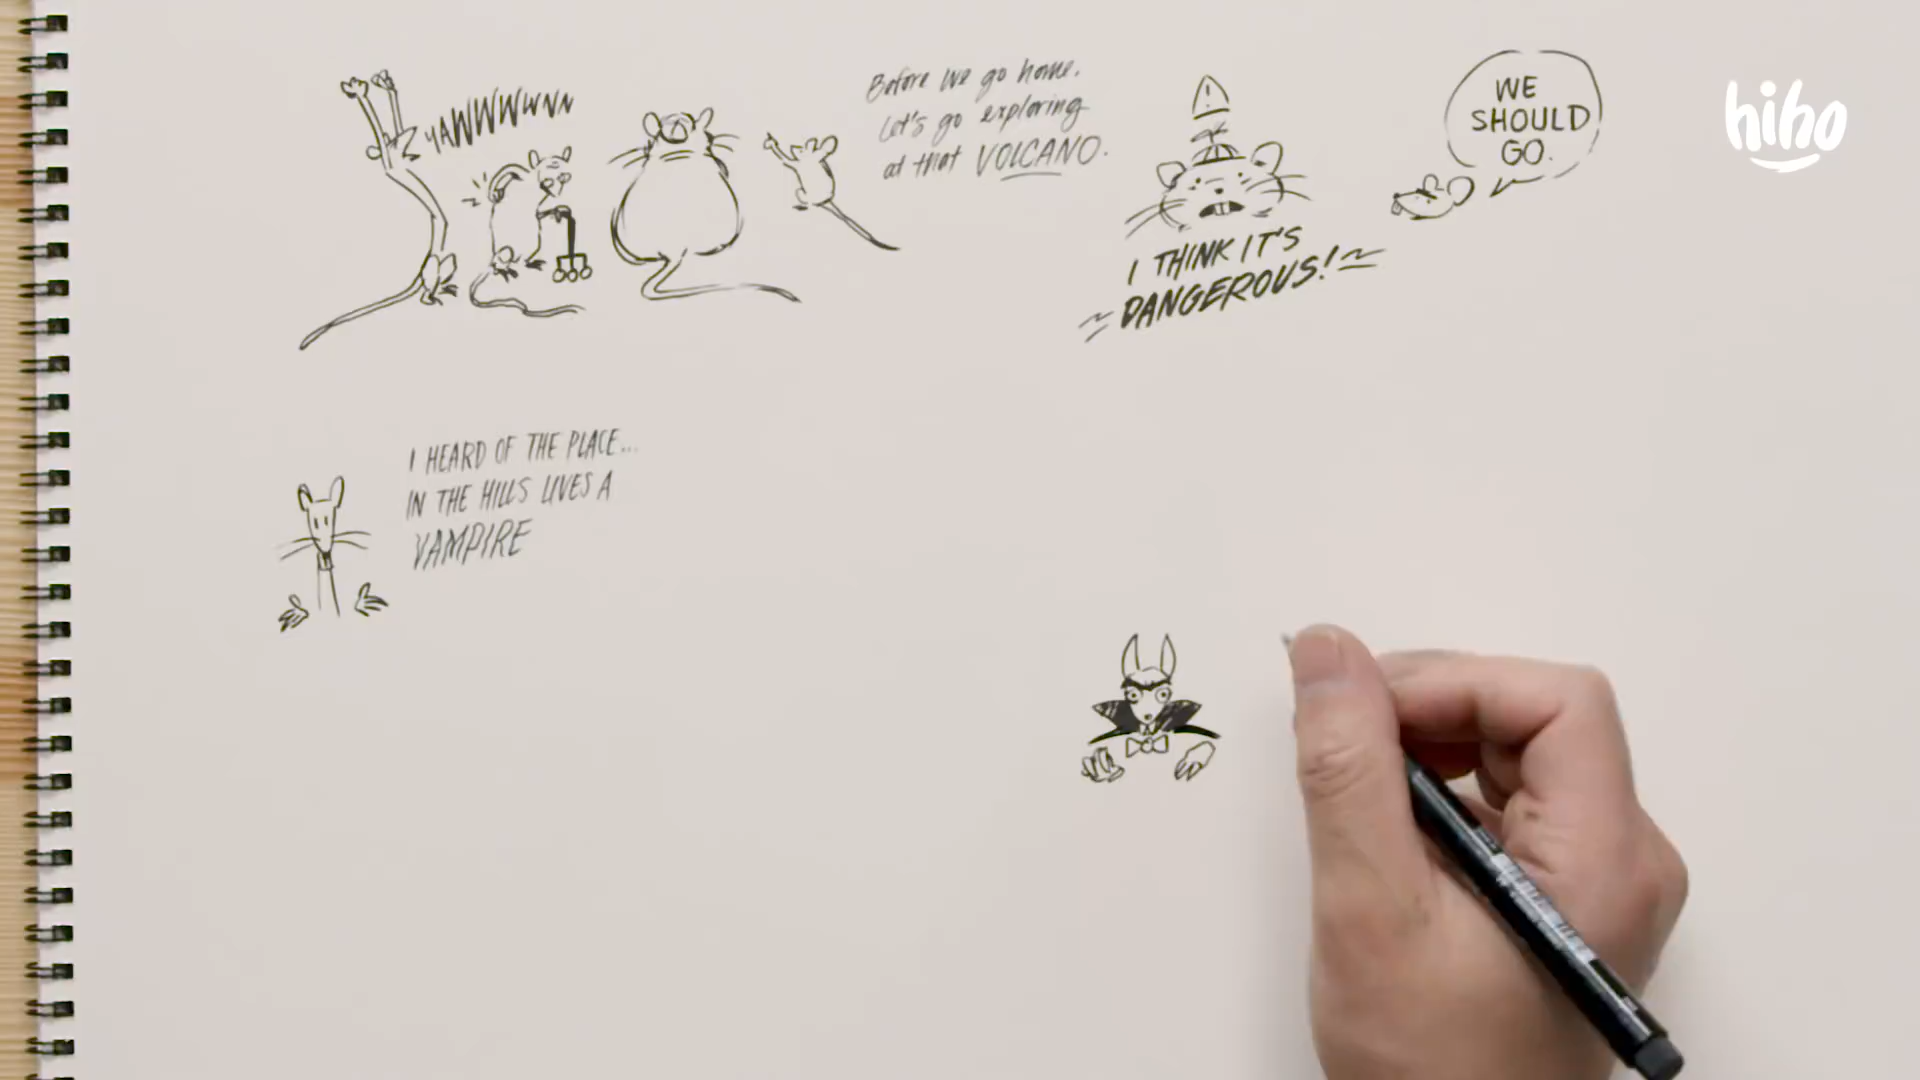 YAWWWWNN
Before we go home.
Let's go exploring
at that VOLCANO.
!
I THINK IT'S
DANGEROUS!
WE
SHOULD
GO.
hiho
I HEARD OF THE PLACE...
IN THE HILLS LIVES A
VAMPIRE